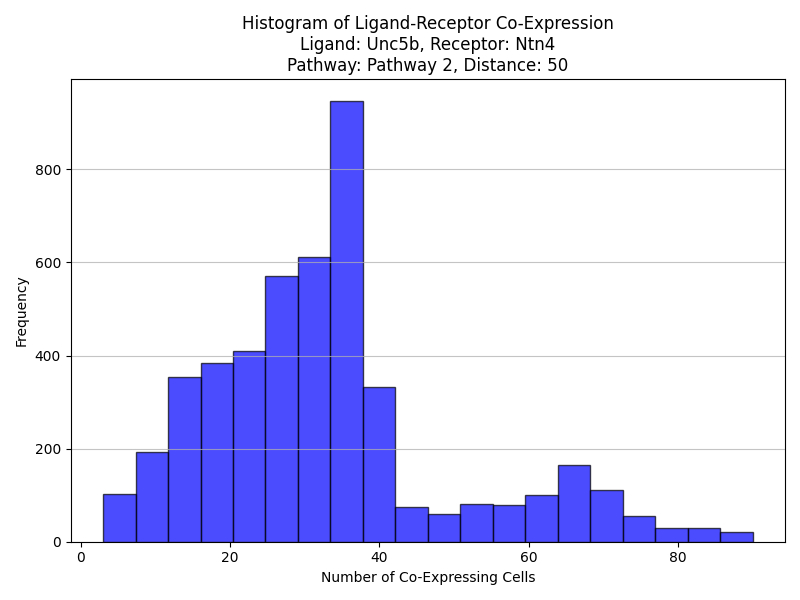 Histogram of Ligand-Receptor Co-Expression
Ligand: Unc5b, Receptor: Ntn4
Pathway: Pathway 2, Distance: 50
Frequency
800
600
400
200
0
0 20 40 60 80
Number of Co-Expressing Cells